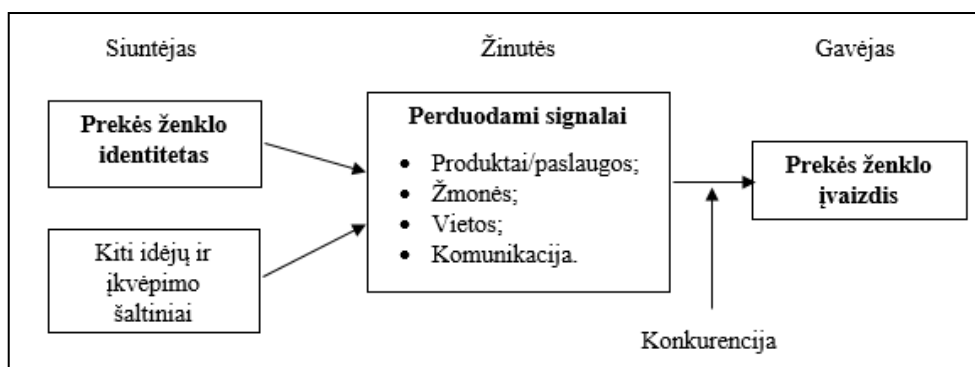 Siuntėjas
Žinutės
Gavėjas
Prekės ženklo
identitetas
Kiti idėjų ir
įkvėpimo
šaltiniai
Perduodami signalai
• Produktai/paslaugos;
• Žmonės;
• Vietos;
• Komunikacija.
Prekės ženklo
įvaizdis
Konkurencija